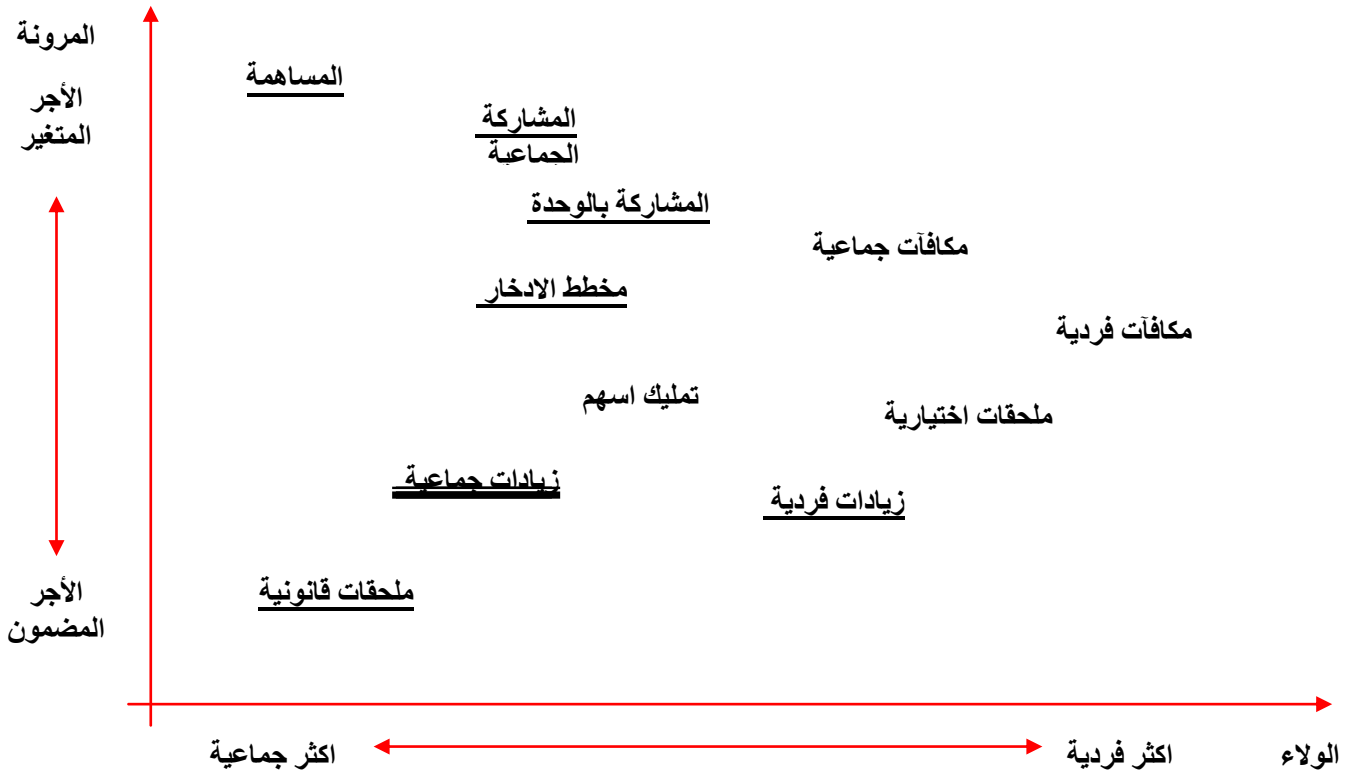 المرونة
الأجر
المتغير
المساهمة
المشاركة
الجماعية
المشاركة بالوحدة
مكافآت جماعية
مخطط الادخار
مكافآت فردية
تمليك اسهم
ملحقات اختيارية
زيادات جماعية
زيادات فردية
ملحقات قانونية
الأجر
المضمون
اكثر جماعية
اكثر فردية
الولاء